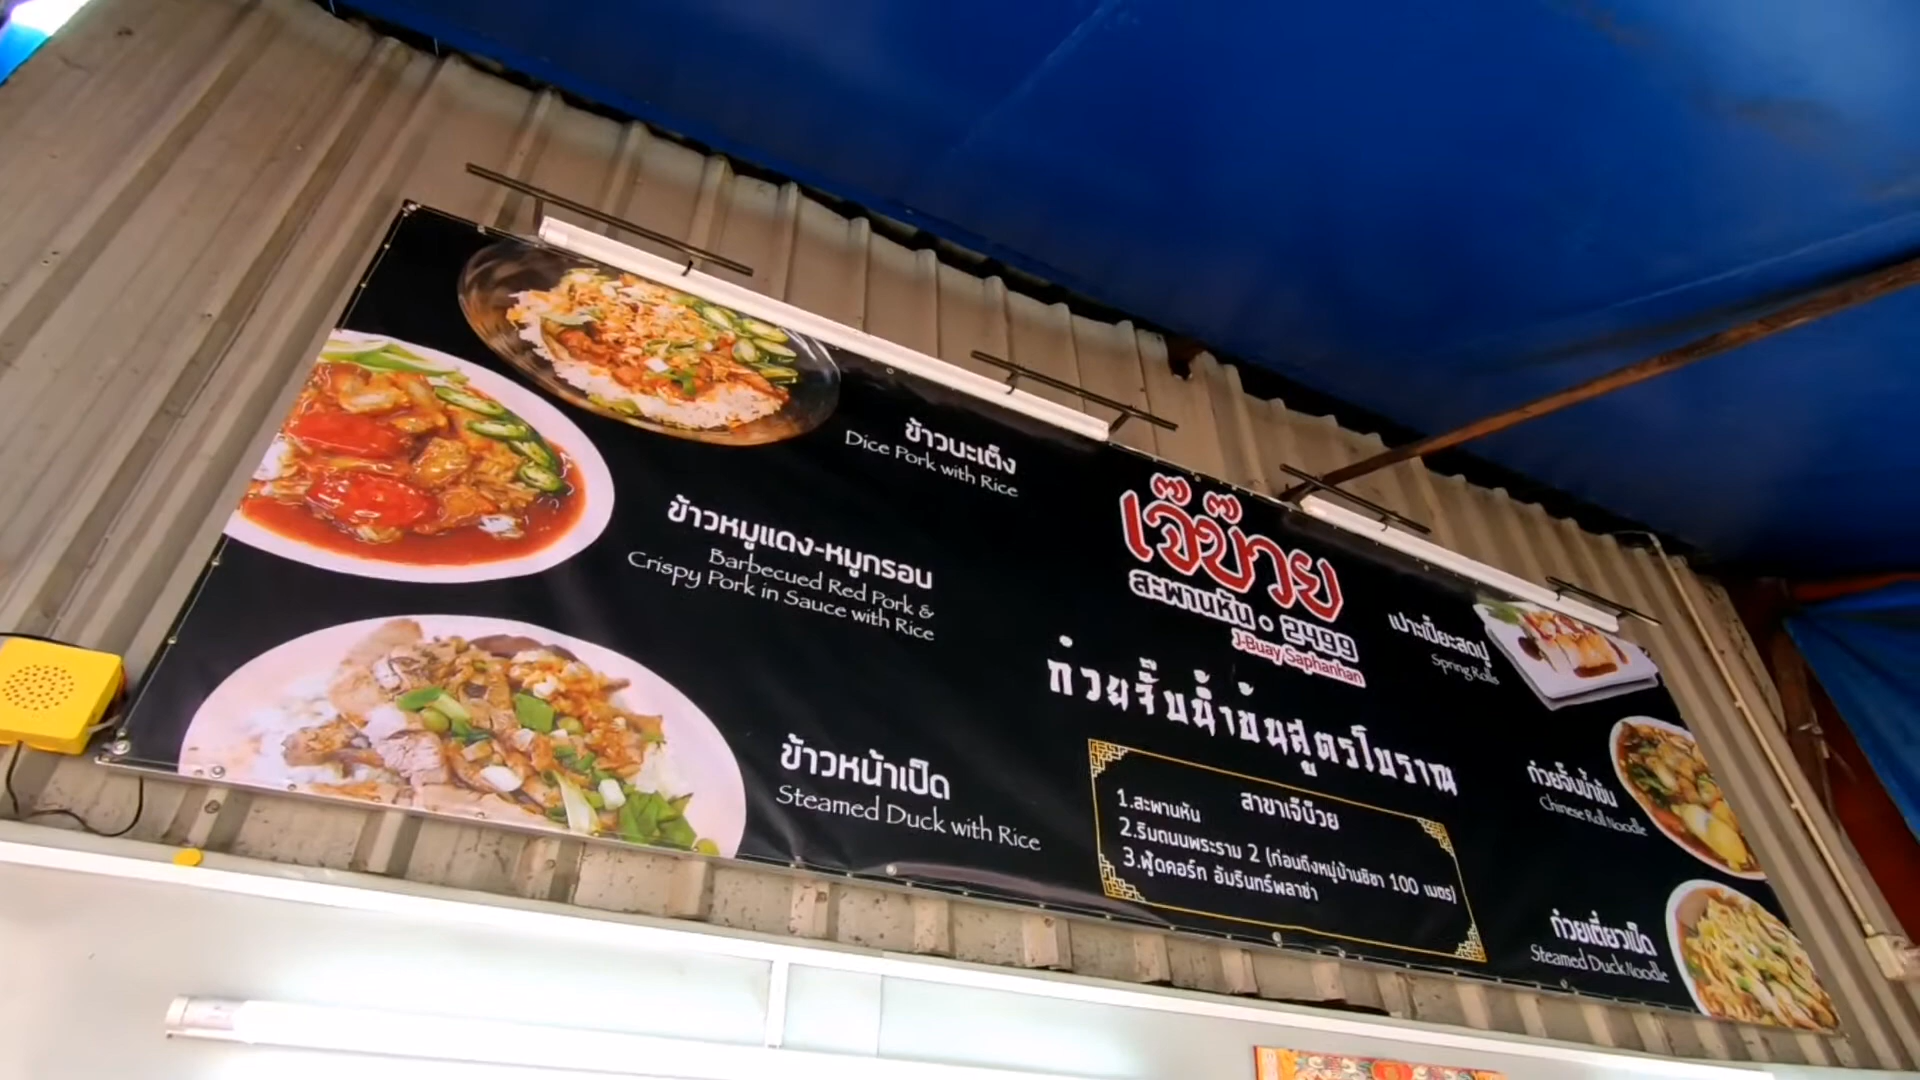 ข้าวบะเต็ง
Dice Pork with Rice
ข้าวหมูแดง-หมูกรอบ
Barbecued Red Pork &
Crispy Pork in Sauce with Rice
ข้าวหน้าเป็ด
Steamed Duck with Rice
เจ๊บ๊วย
สะพานหัน 2499
J-Buay Saphanhan
ก๋วยจั๊บน้ำข้นสูตรโบราณ
สาขาเจ๊บ๊วย
1.สะพานหัน
2.ริมถนนพระราม 2 (ก่อนถึงหมู่บ้านชิชา 100 เมตร)
3.ฟู้ดคอร์ท อัมรินทร์พลาซ่า
เปาะเปี๊ยะสดปู
Spring Rolls
ก๋วยจั๊บน้ำข้น
Chinese Roll Noodle
ก๋วยเตี๋ยวเป็ด
Steamed Duck Noodle